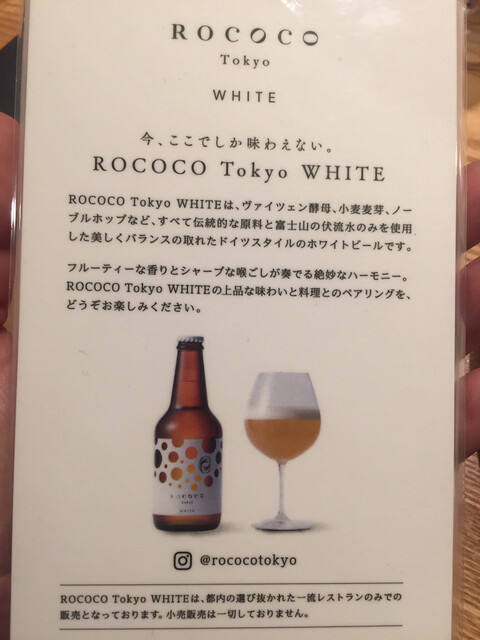 ROCOCO
Tokyo
WHITE
今、ここでしか味わえない。
ROCOCO Tokyo WHITE
ROCOCO Tokyo WHITEは、ヴァイツェン酵母、小麦麦芽、ノー
ブルホップなど、すべて伝統的な原料と富士山の伏流水のみを使用
した美しくバランスの取れたドイツスタイルのホワイトビールです。
フルーティーな香りとシャープな喉ごしが奏でる絶妙なハーモニー。
ROCOCO Tokyo WHITEの上品な味わいと料理とのペアリングを、
どうぞお楽しみください。
ROCOCO
Tokyo
WHITE
@rococotokyo
ROCOCO Tokyo WHITEは、都内の選び抜かれた一流レストランのみでの
販売となっております。小売販売は一切しておりません。